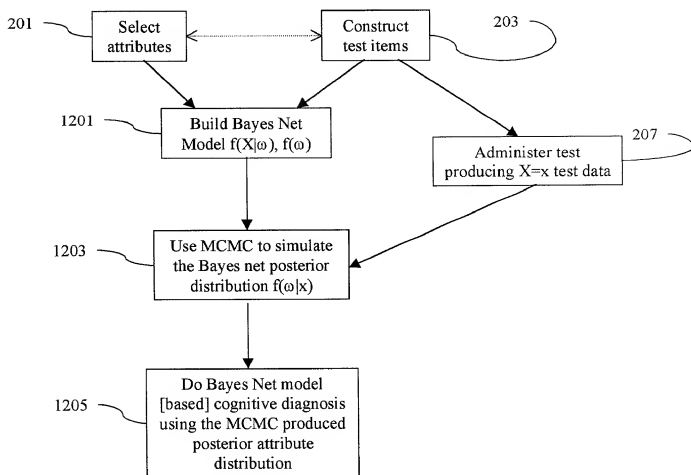 201
Select
attributes
Construct
test items
203
1201
Build Bayes Net
Model f(X|ω), f(ω)
207
Administer test
producing X=x test data
1203
Use MCMC to simulate
the Bayes net posterior
distribution f(ω|x)
1205
Do Bayes Net model
[based] cognitive diagnosis
using the MCMC produced
posterior attribute
distribution